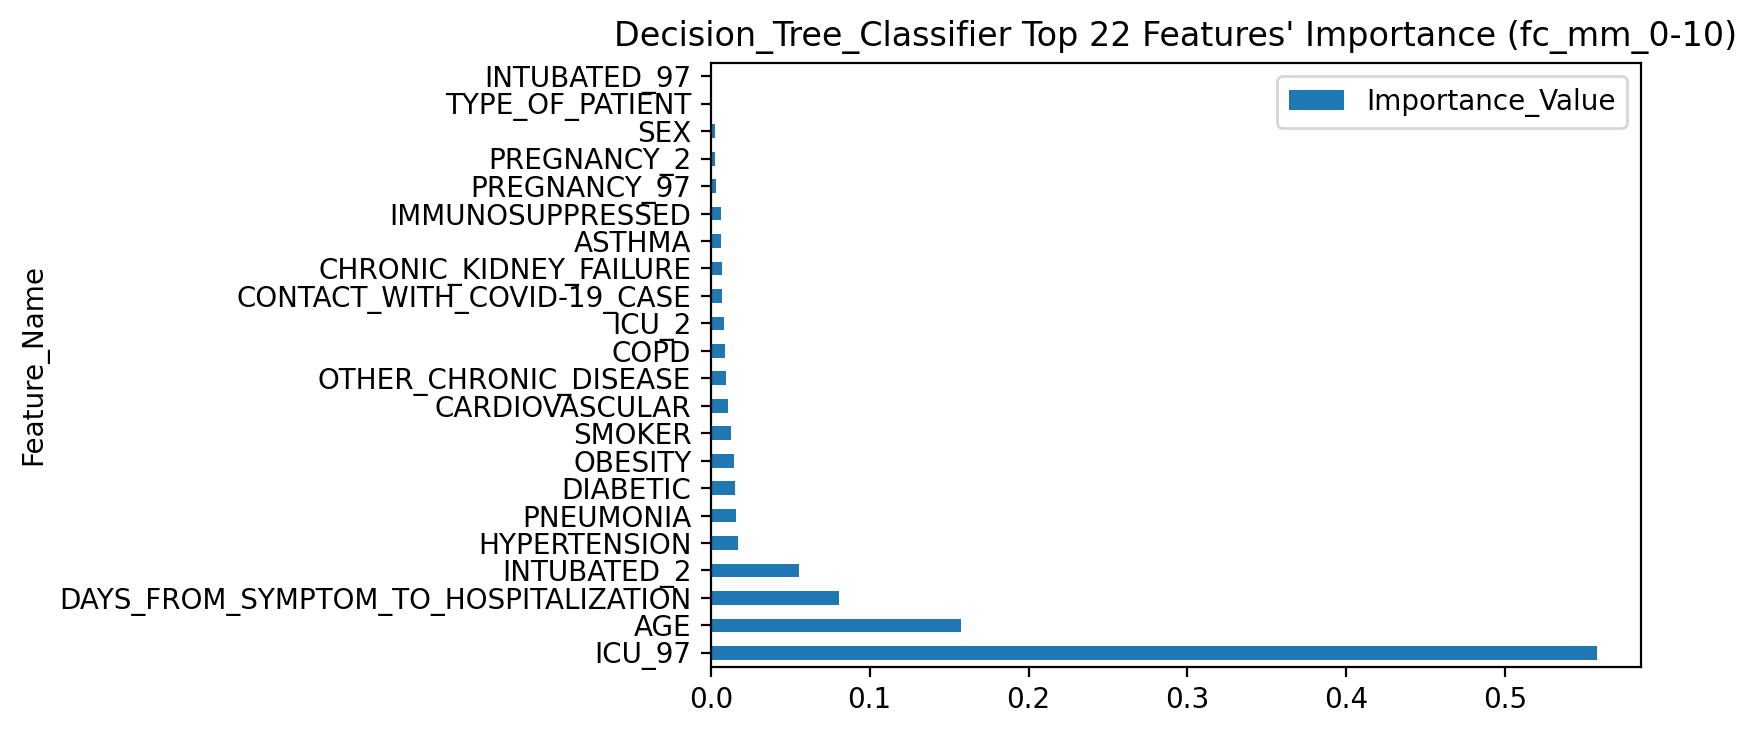 Decision_Tree_Classifier Top 22 Features' Importance (fc_mm_0-10)
Importance_Value
Feature_Name
INTUBATED_97
TYPE_OF_PATIENT
SEX
PREGNANCY_2
PREGNANCY_97
IMMUNOSUPPRESSED
ASTHMA
CHRONIC_KIDNEY_FAILURE
CONTACT_WITH_COVID-19_CASE
ICU_2
COPD
OTHER_CHRONIC_DISEASE
CARDIOVASCULAR
SMOKER
OBESITY
DIABETIC
PNEUMONIA
HYPERTENSION
INTUBATED_2
DAYS_FROM_SYMPTOM_TO_HOSPITALIZATION
AGE
ICU_97
0.0 0.1 0.2 0.3 0.4 0.5